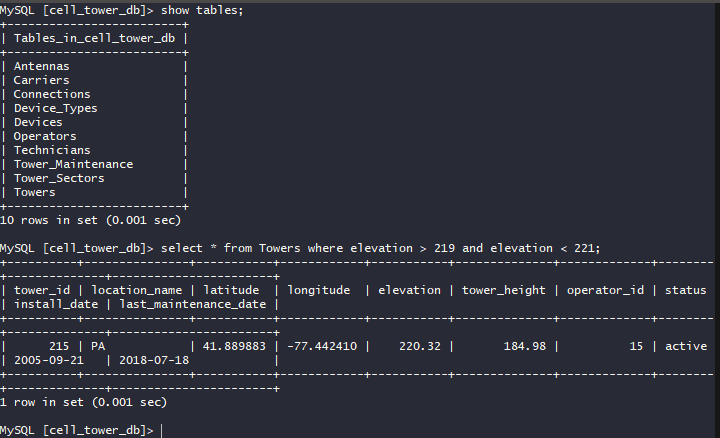 MySQL [cell_tower_db]> show tables;
+-------------------------+
| Tables_in_cell_tower_db |
+-------------------------+
| Antennas                |
| Carriers                |
| Connections             |
| Device_Types            |
| Devices                 |
| Operators               |
| Technicians             |
| Tower_Maintenance       |
| Tower_Sectors           |
| Towers                  |
+-------------------------+
10 rows in set (0.001 sec)
MySQL [cell_tower_db]> select * from Towers where elevation > 219 and elevation < 221;
+----------+---------------+-----------+------------+-----------+--------------+-------------+--------
+--------------+-----------------------+
| tower_id | location_name | latitude  | longitude  | elevation | tower_height | operator_id | status
| install_date | last_maintenance_date |
+----------+---------------+-----------+------------+-----------+--------------+-------------+--------
+--------------+-----------------------+
|      215 | PA            | 41.889883 | -77.442410 |    220.32 |       184.98 |          15 | active
| 2005-09-21   | 2018-07-18            |
+----------+---------------+-----------+------------+-----------+--------------+-------------+--------
+--------------+-----------------------+
1 row in set (0.001 sec)
MySQL [cell_tower_db]>